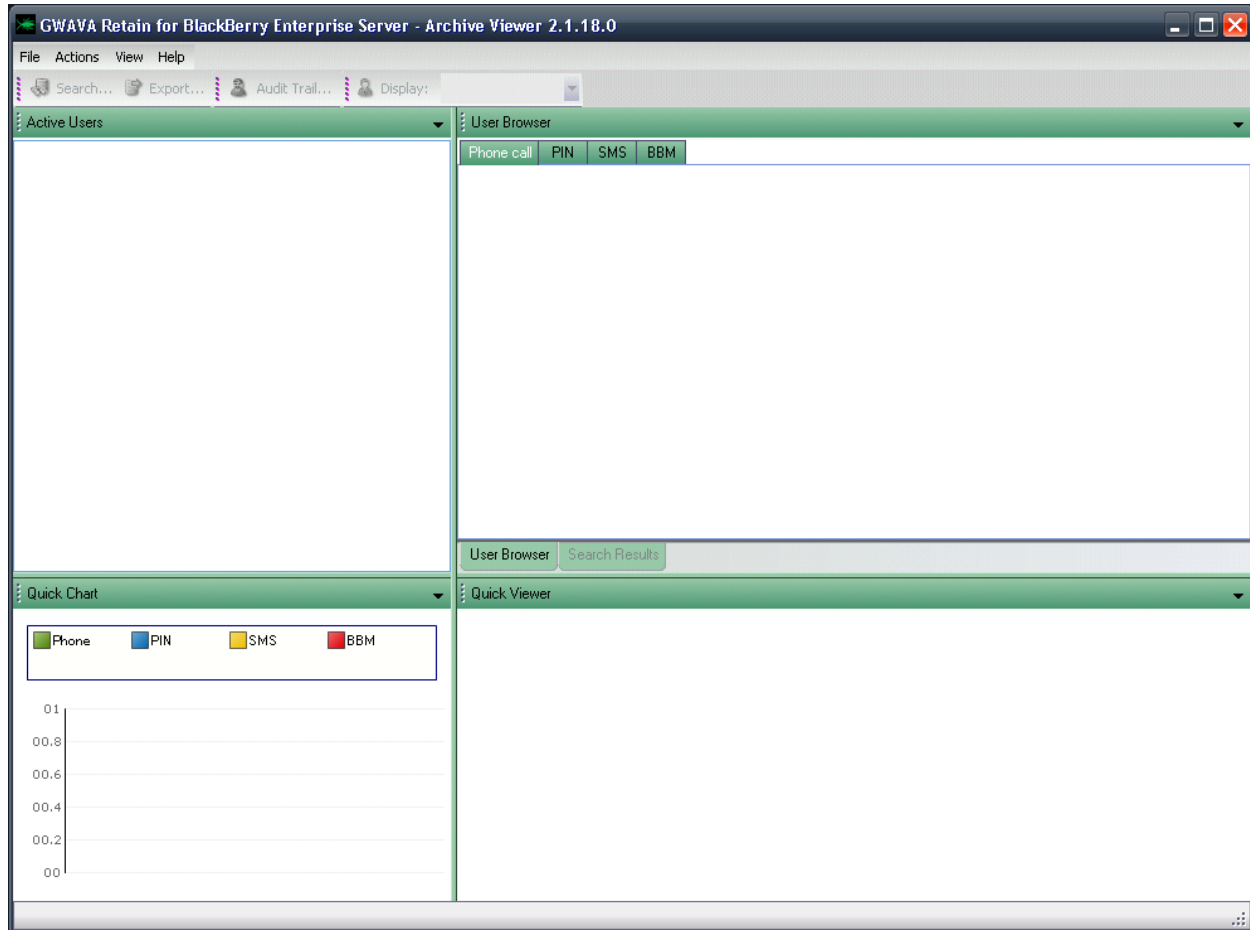 GWAVA Retain for BlackBerry Enterprise Server - Archive Viewer 2.1.18.0
File Actions View Help
Search... Export... Audit Trail... Display:
Active Users
User Browser
Phone call PIN SMS BBM
User Browser Search Results
Quick Chart
Quick Viewer
Phone PIN SMS BBM
01
00.8
00.6
00.4
00.2
00